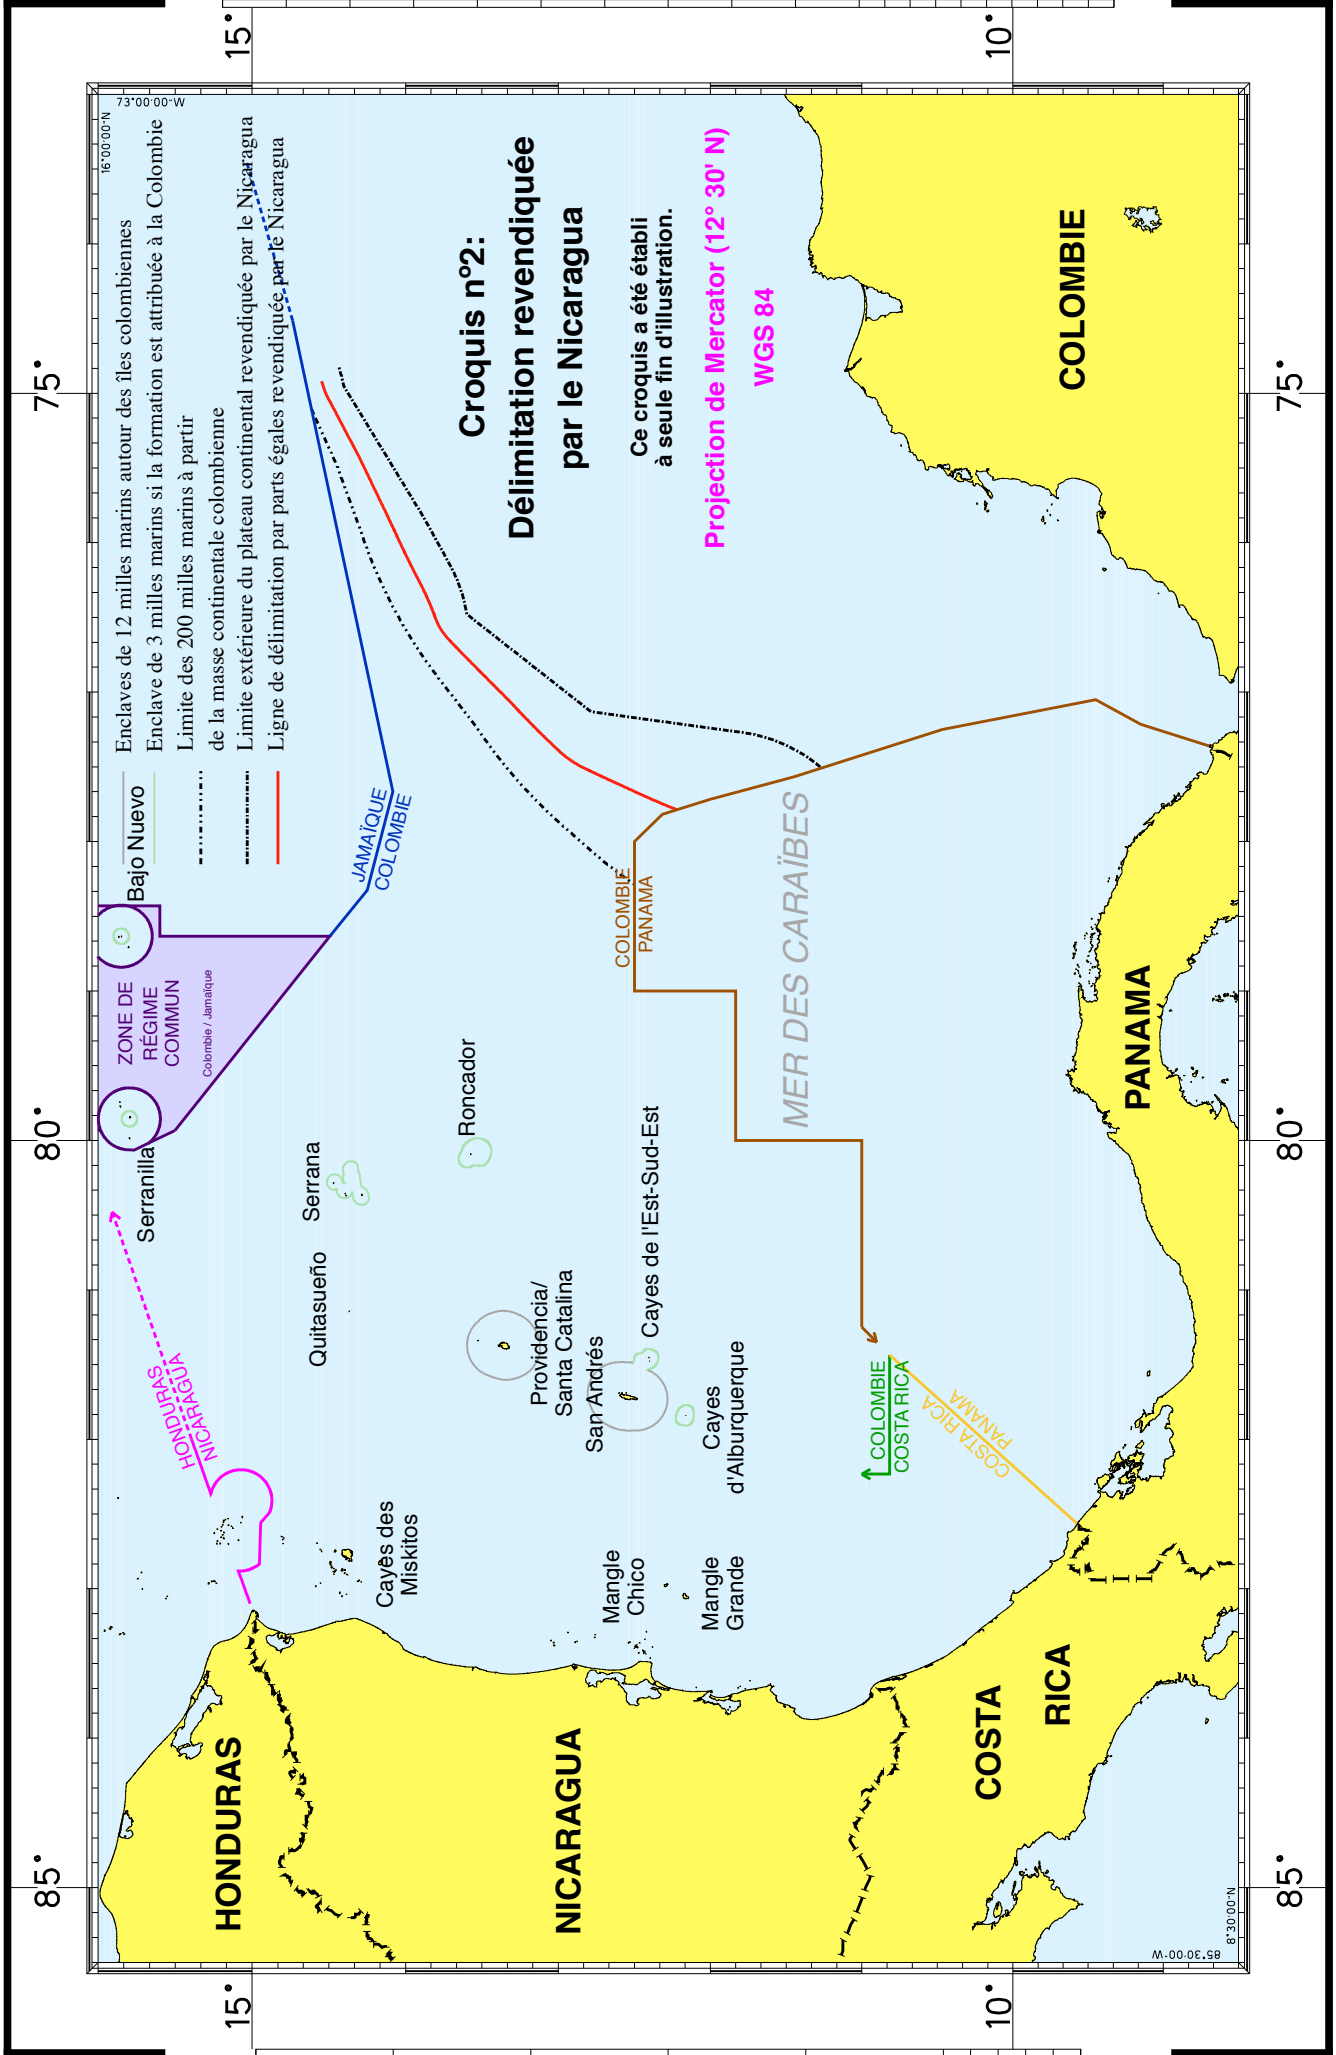 15°
10°
16°00'00"N
73°00'00"W
Enclaves de 12 milles marins autour des îles colombiennes
Enclave de 3 milles marins si la formation est attribuée à la Colombie
Limite des 200 milles marins à partir
de la masse continentale colombienne
Limite extérieure du plateau continental revendiquée par le Nicaragua
Ligne de délimitation par parts égales revendiquée par le Nicaragua
Croquis nº2:
Délimitation revendiquée
par le Nicaragua
Ce croquis a été établi
à seule fin d'illustration.
Projection de Mercator (12° 30' N)
WGS 84
COLOMBIE
75°
75°
Bajo Nuevo
JAMAÏQUE
COLOMBIE
ZONE DE
RÉGIME
COMMUN
Colombie / Jamaïque
COLOMBIE
PANAMA
MER DES CARAÏBES
PANAMA
80°
80°
Serranilla
Serrana
Roncador
Quitasueño
Providencia/
Santa Catalina
San Andrés
Cayes de l'Est-Sud-Est
Cayes
d'Alburquerque
HONDURAS
NICARAGUA
COLOMBIE
COSTA RICA
COSTA RICA
PANAMA
Cayes des
Miskitos
Mangle
Chico
Mangle
Grande
HONDURAS
NICARAGUA
COSTA
RICA
85°
85°
85°30'00"W
8°30'00"N
15°
10°